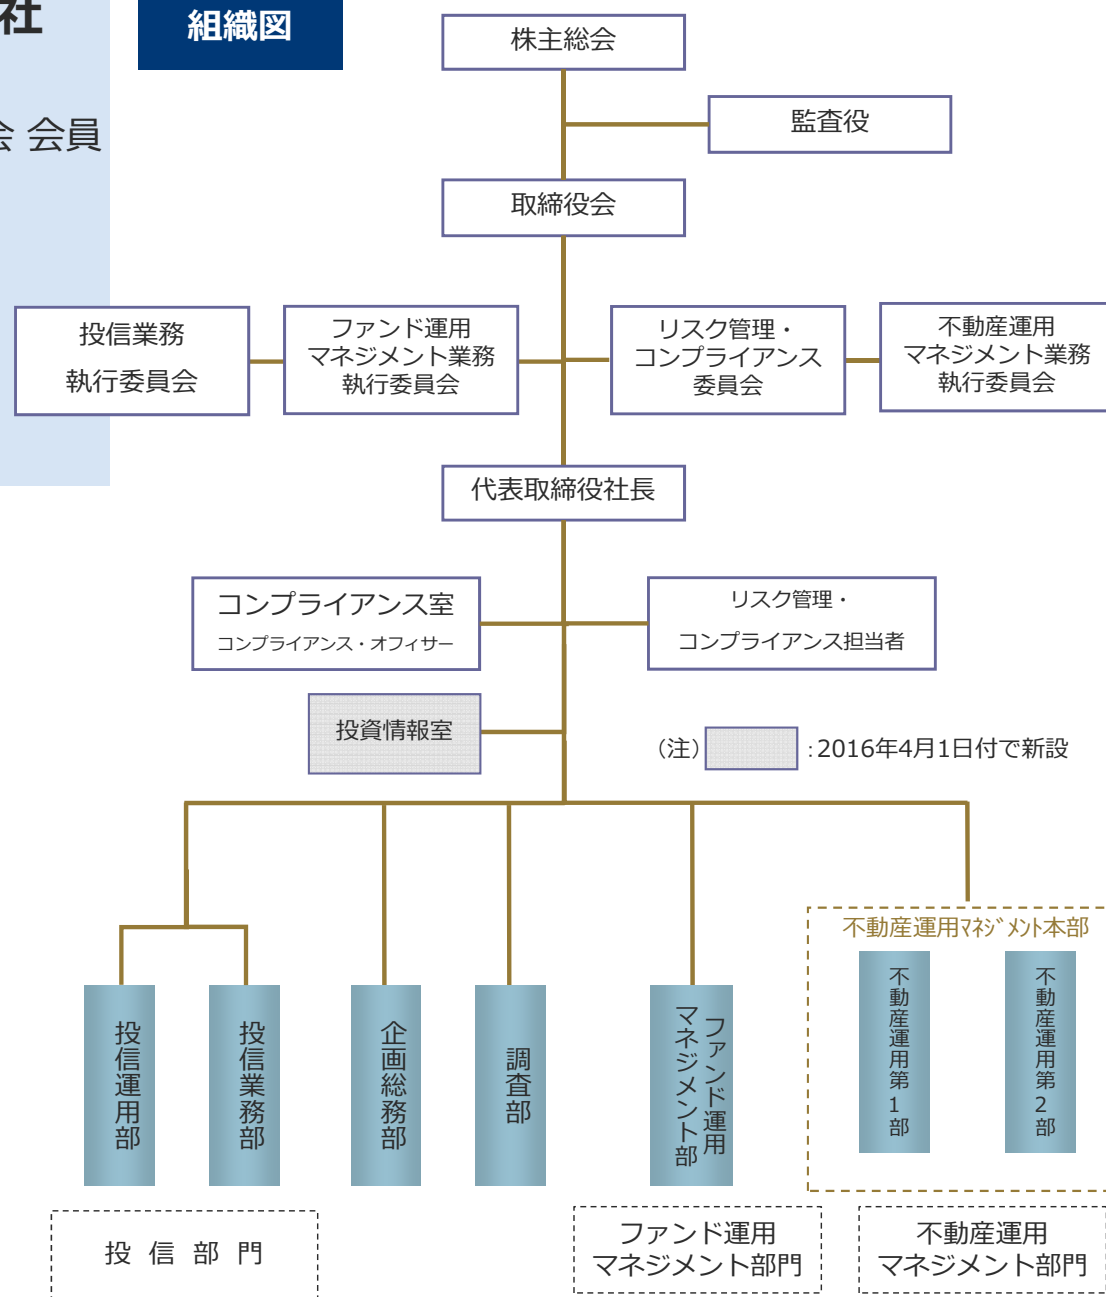 社
会 会員
組織図
株主総会
監査役
取締役会
投信業務
執行委員会
ファンド運用
マネジメント業務
執行委員会
リスク管理・
コンプライアンス
委員会
不動産運用
マネジメント業務
執行委員会
代表取締役社長
コンプライアンス室
コンプライアンス・オフィサー
リスク管理・
コンプライアンス担当者
投資情報室
（注）
：2016年4月1日付で新設
不動産運用ﾏﾈｼﾞﾒﾝﾄ本部
投信運用部
投信業務部
企画総務部
調査部
ファンド運用
マネジメント部
不動産運用第1部
不動産運用第2部
投 信 部 門
ファンド運用
マネジメント部門
不動産運用
マネジメント部門